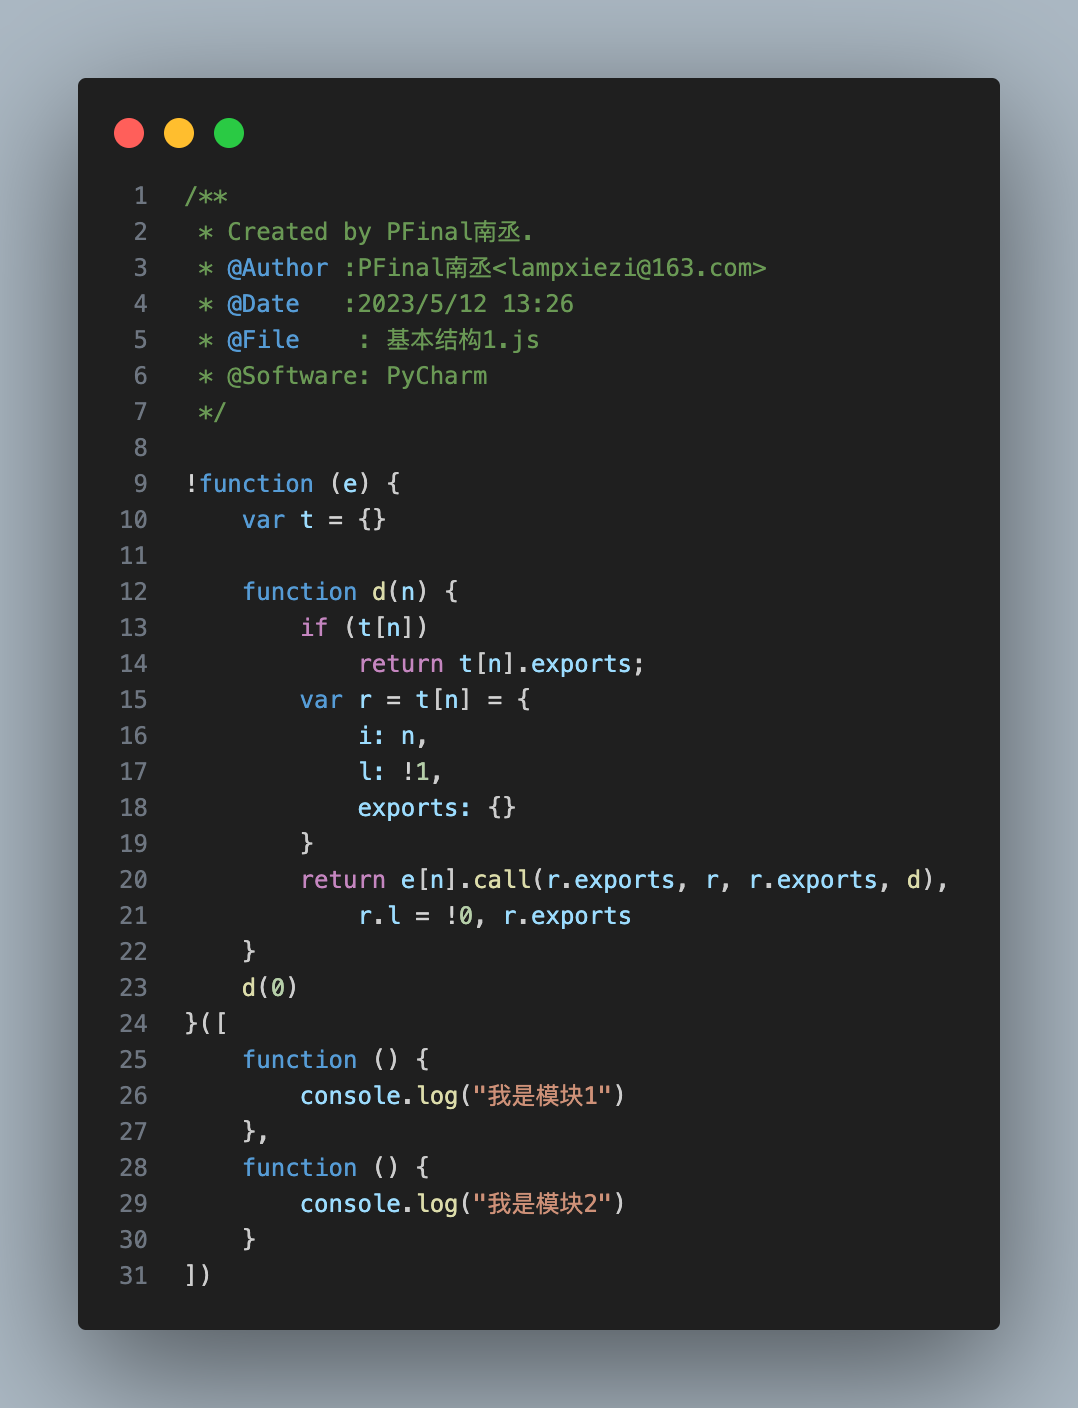 1 /**
2  * Created by PFinal南丞.
3  * @Author :PFinal南丞<lampxiezi@163.com>
4  * @Date   :2023/5/12 13:26
5  * @File    : 基本结构1.js
6  * @Software: PyCharm
7  */
8
9 !function (e) {
10     var t = {}
11
12     function d(n) {
13         if (t[n])
14             return t[n].exports;
15         var r = t[n] = {
16             i: n,
17             l: !1,
18             exports: {}
19         }
20         return e[n].call(r.exports, r, r.exports, d),
21             r.l = !0, r.exports
22     }
23     d(0)
24 }([
25     function () {
26         console.log("我是模块1")
27     },
28     function () {
29         console.log("我是模块2")
30     }
31 ])